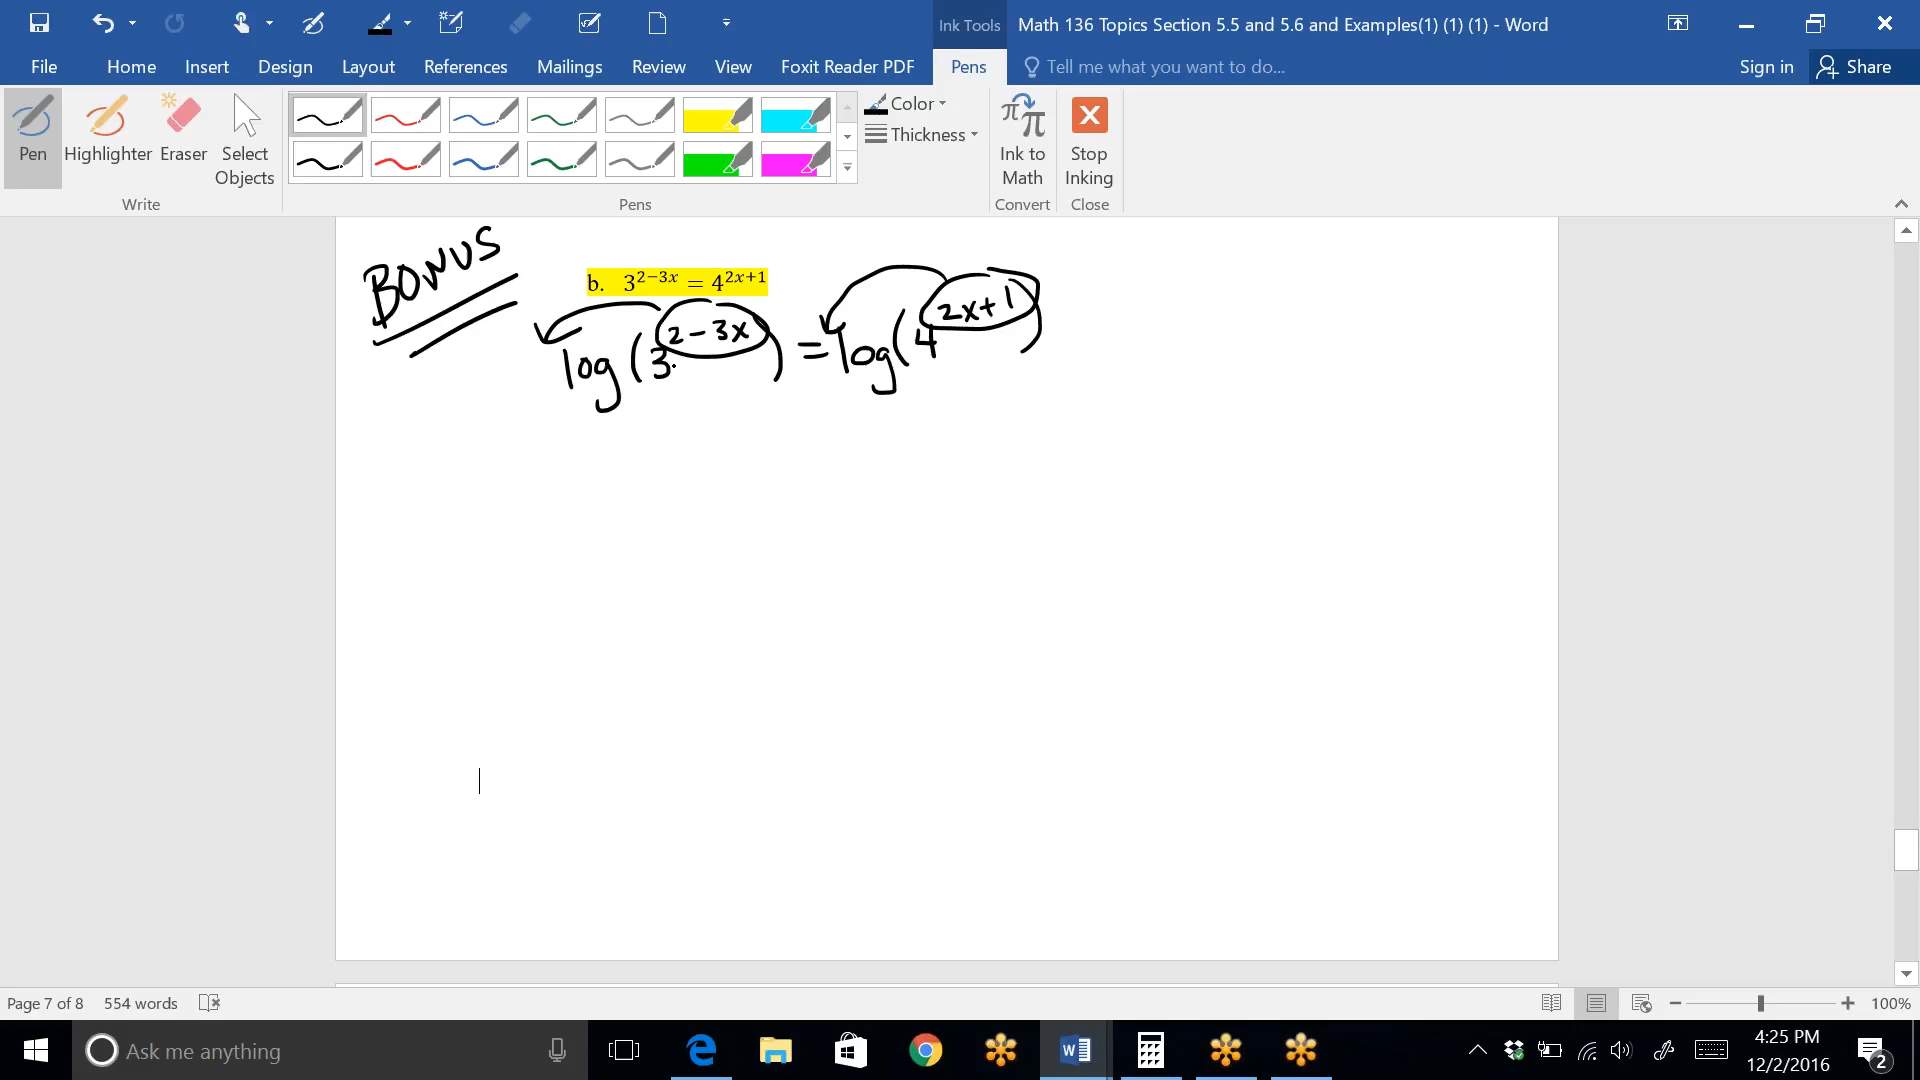 Ink Tools
Math 136 Topics Section 5.5 and 5.6 and Examples(1) (1) (1) - Word
File Home Insert Design Layout References Mailings Review View Foxit Reader PDF Pens Tell me what you want to do... Sign in Share
Pen Highlighter Eraser Select Objects
Color
Thickness
Ink to Math
Stop Inking
Write Pens Convert Close
BONUS
b. 3^{2−3x} = 4^{2x+1}
log(3^{2−3x}) = log(4^{2x+1})
Page 7 of 8 554 words 100%
Ask me anything
4:25 PM
12/2/2016
2